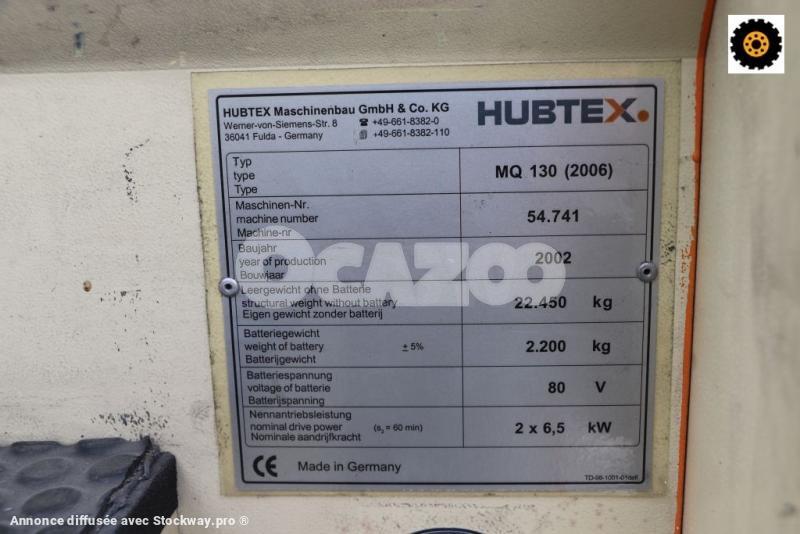 HUBTEX Maschinenbau GmbH & Co. KG
Werner-von-Siemens-Str. 8 ☎ +49-661-8382-0
36041 Fulda - Germany +49-661-8382-110
HUBTEX.
Typ
type
Type
MQ 130 (2006)
Maschinen-Nr.
machine number
Machine-nr
54.741
Baujahr
year of production
Bouwjaar
2002
Leergewicht ohne Batterie
structural weight without battery
Eigen gewicht zonder batterij
22.450 kg
Batteriegewicht
weight of battery ± 5%
Batterijgewicht
2.200 kg
Batteriespannung
voltage of batterie
Batterijspanning
80 V
Nennantriebsleistung
nominal drive power (s₂ = 60 min)
Nominale aandrijfkracht
2 x 6,5 kW
CE Made in Germany
OCAZOO
Annonce diffusée avec Stockway.pro ®